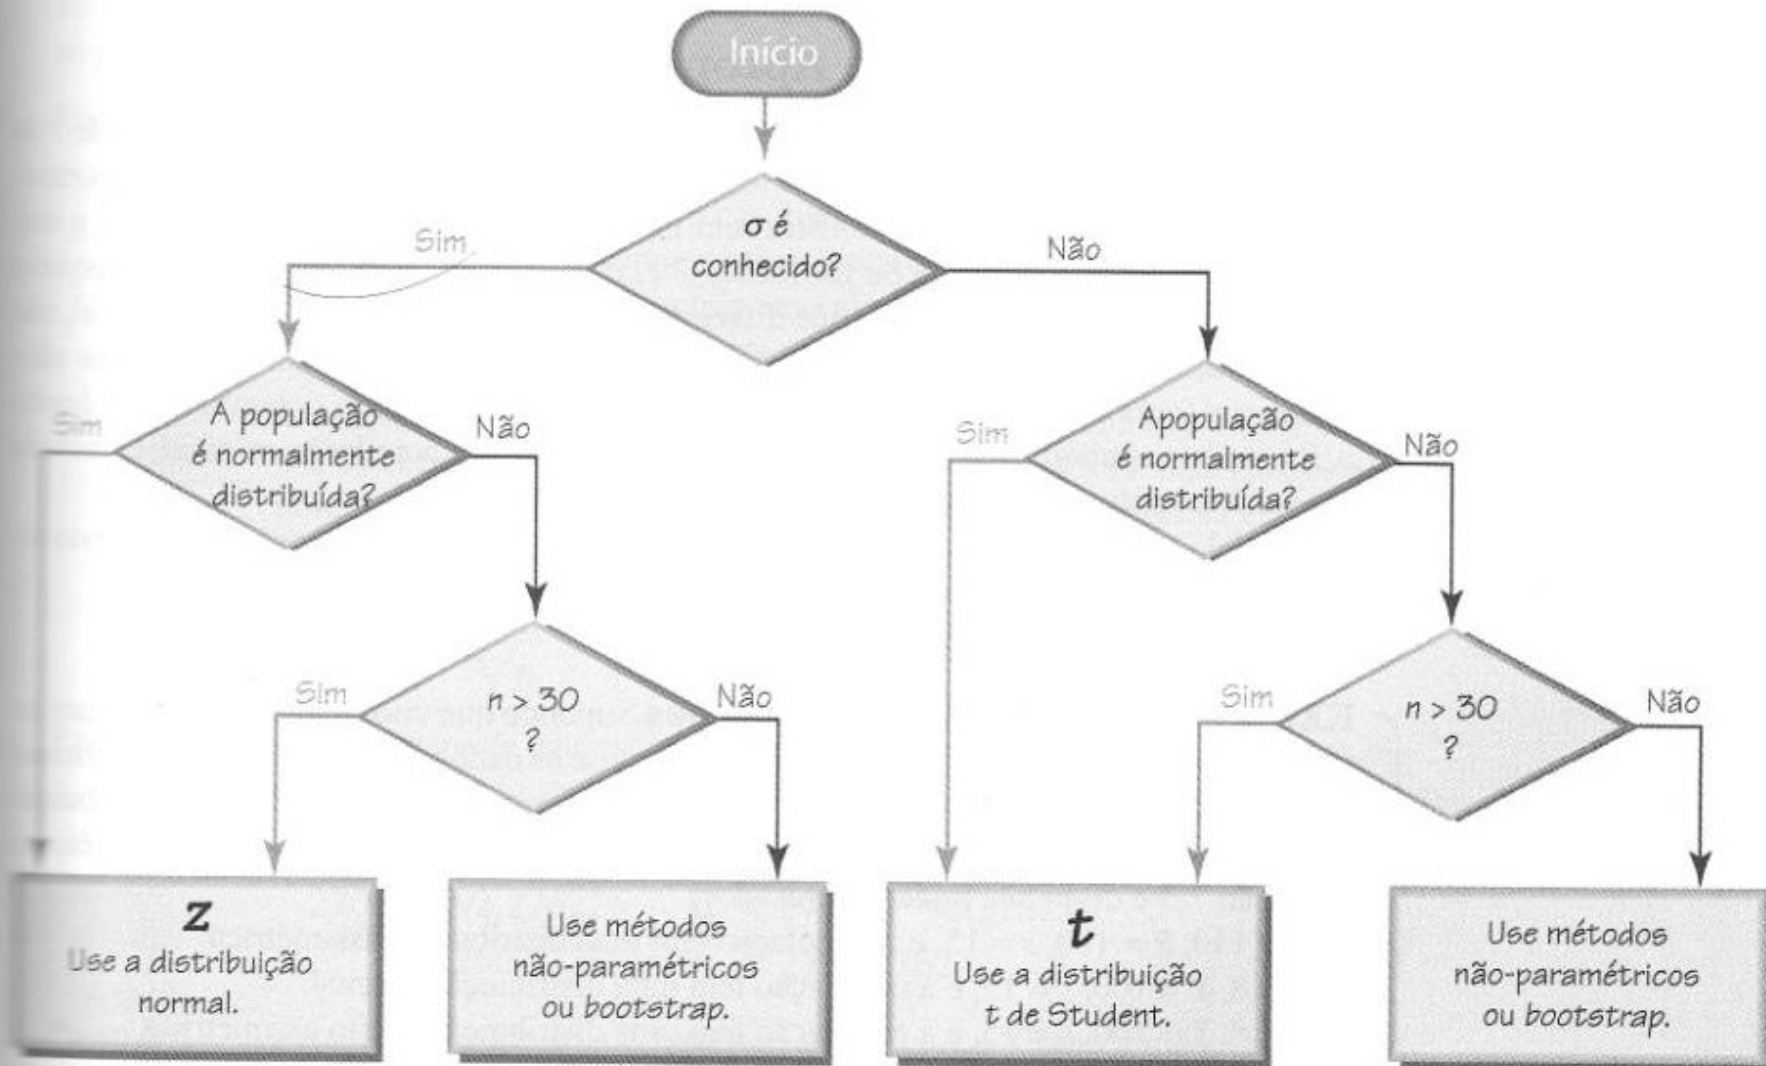 Início
σ é
conhecido?
Sim
Não
A população
é normalmente
distribuída?
Sim
Não
Apopulação
é normalmente
distribuída?
Sim
Não
n > 30
?
Sim
Não
n > 30
?
Sim
Não
z
Use a distribuição
normal.
Use métodos
não-paramétricos
ou bootstrap.
t
Use a distribuição
t de Student.
Use métodos
não-paramétricos
ou bootstrap.